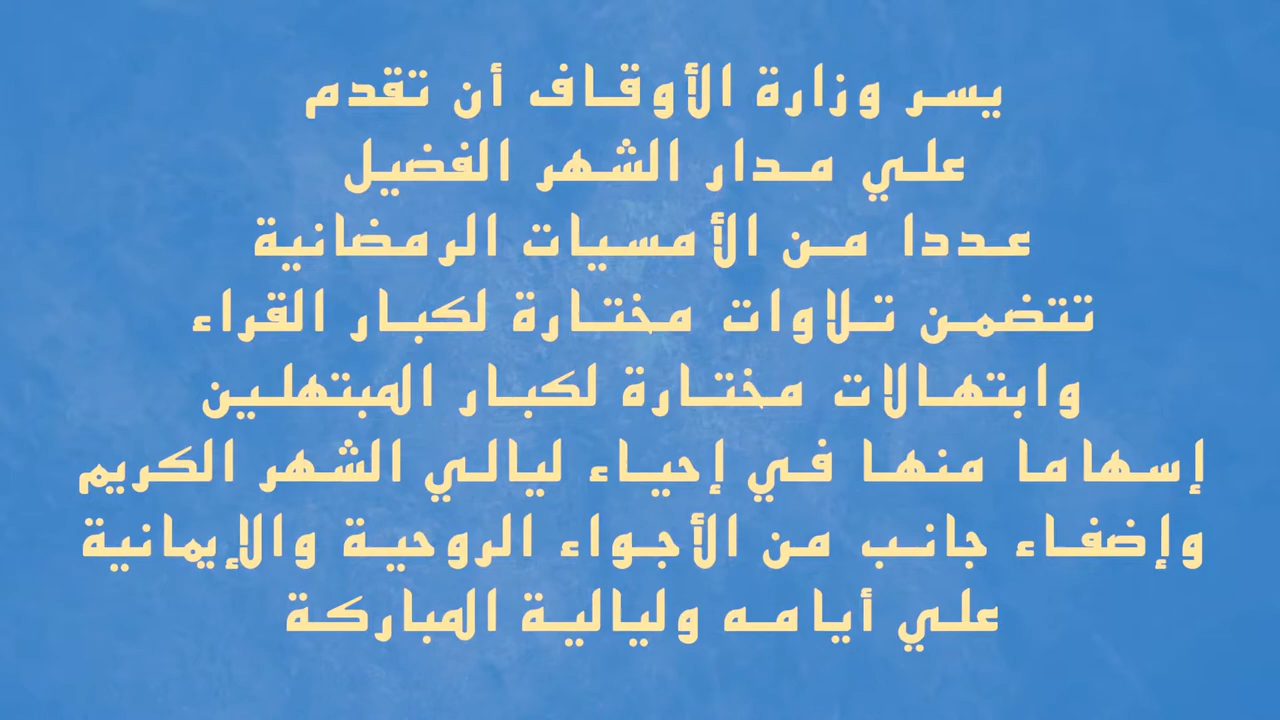 يسر وزارة الأوقاف أن تقدم
علي مدار الشهر الفضيل
عددا من الأمسيات الرمضانية
تتضمن تلاوات مختارة لكبار القراء
وابتهالات مختارة لكبار المبتهلين
إسهاما منها في إحياء ليالي الشهر الكريم
وإضفاء جانب من الأجواء الروحية والإيمانية
علي أيامه وليالية المباركة